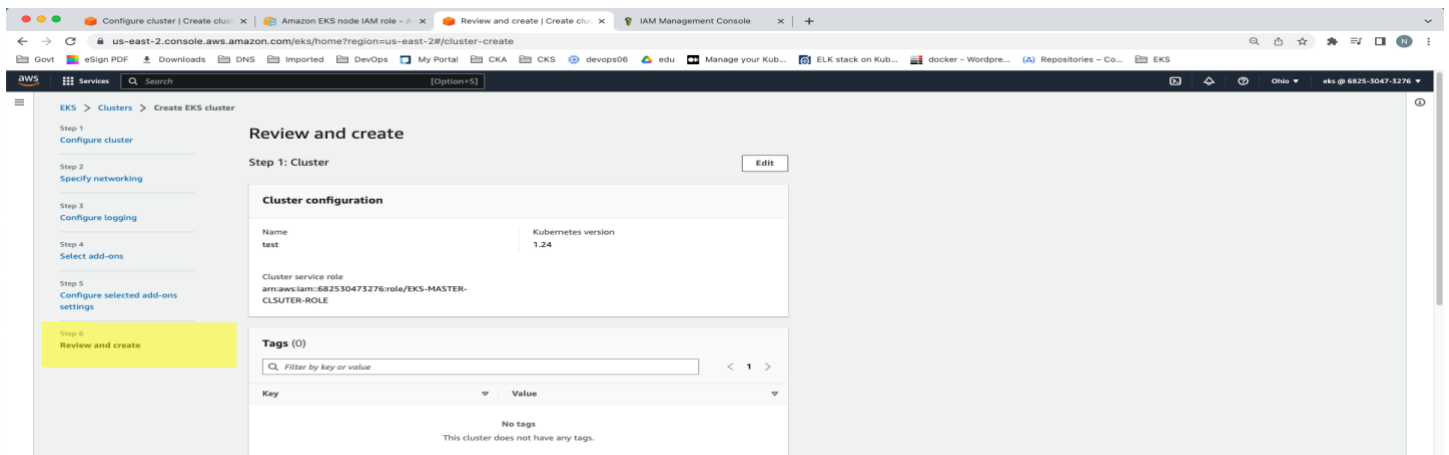 Configure cluster | Create clust
Amazon EKS node IAM role - A
Review and create | Create clu
IAM Management Console
us-east-2.console.aws.amazon.com/eks/home?region=us-east-2#/cluster-create
N
Govt eSign PDF Downloads DNS Imported DevOps My Portal CKA CKS devops06 edu Manage your Kub... ELK stack on Kub... docker - Wordpre... (A) Repositories – Co... EKS
aws Services Search [Option+S] Ohio eks @ 6825-3047-3276
EKS > Clusters > Create EKS cluster
Step 1
Configure cluster
Step 2
Specify networking
Step 3
Configure logging
Step 4
Select add-ons
Step 5
Configure selected add-ons
settings
Step 6
Review and create
Review and create
Step 1: Cluster
Edit
Cluster configuration
Name
test
Kubernetes version
1.24
Cluster service role
arn:aws:iam::682530473276:role/EKS-MASTER-
CLSUTER-ROLE
Tags (0)
Filter by key or value
< 1 >
Key Value
No tags
This cluster does not have any tags.